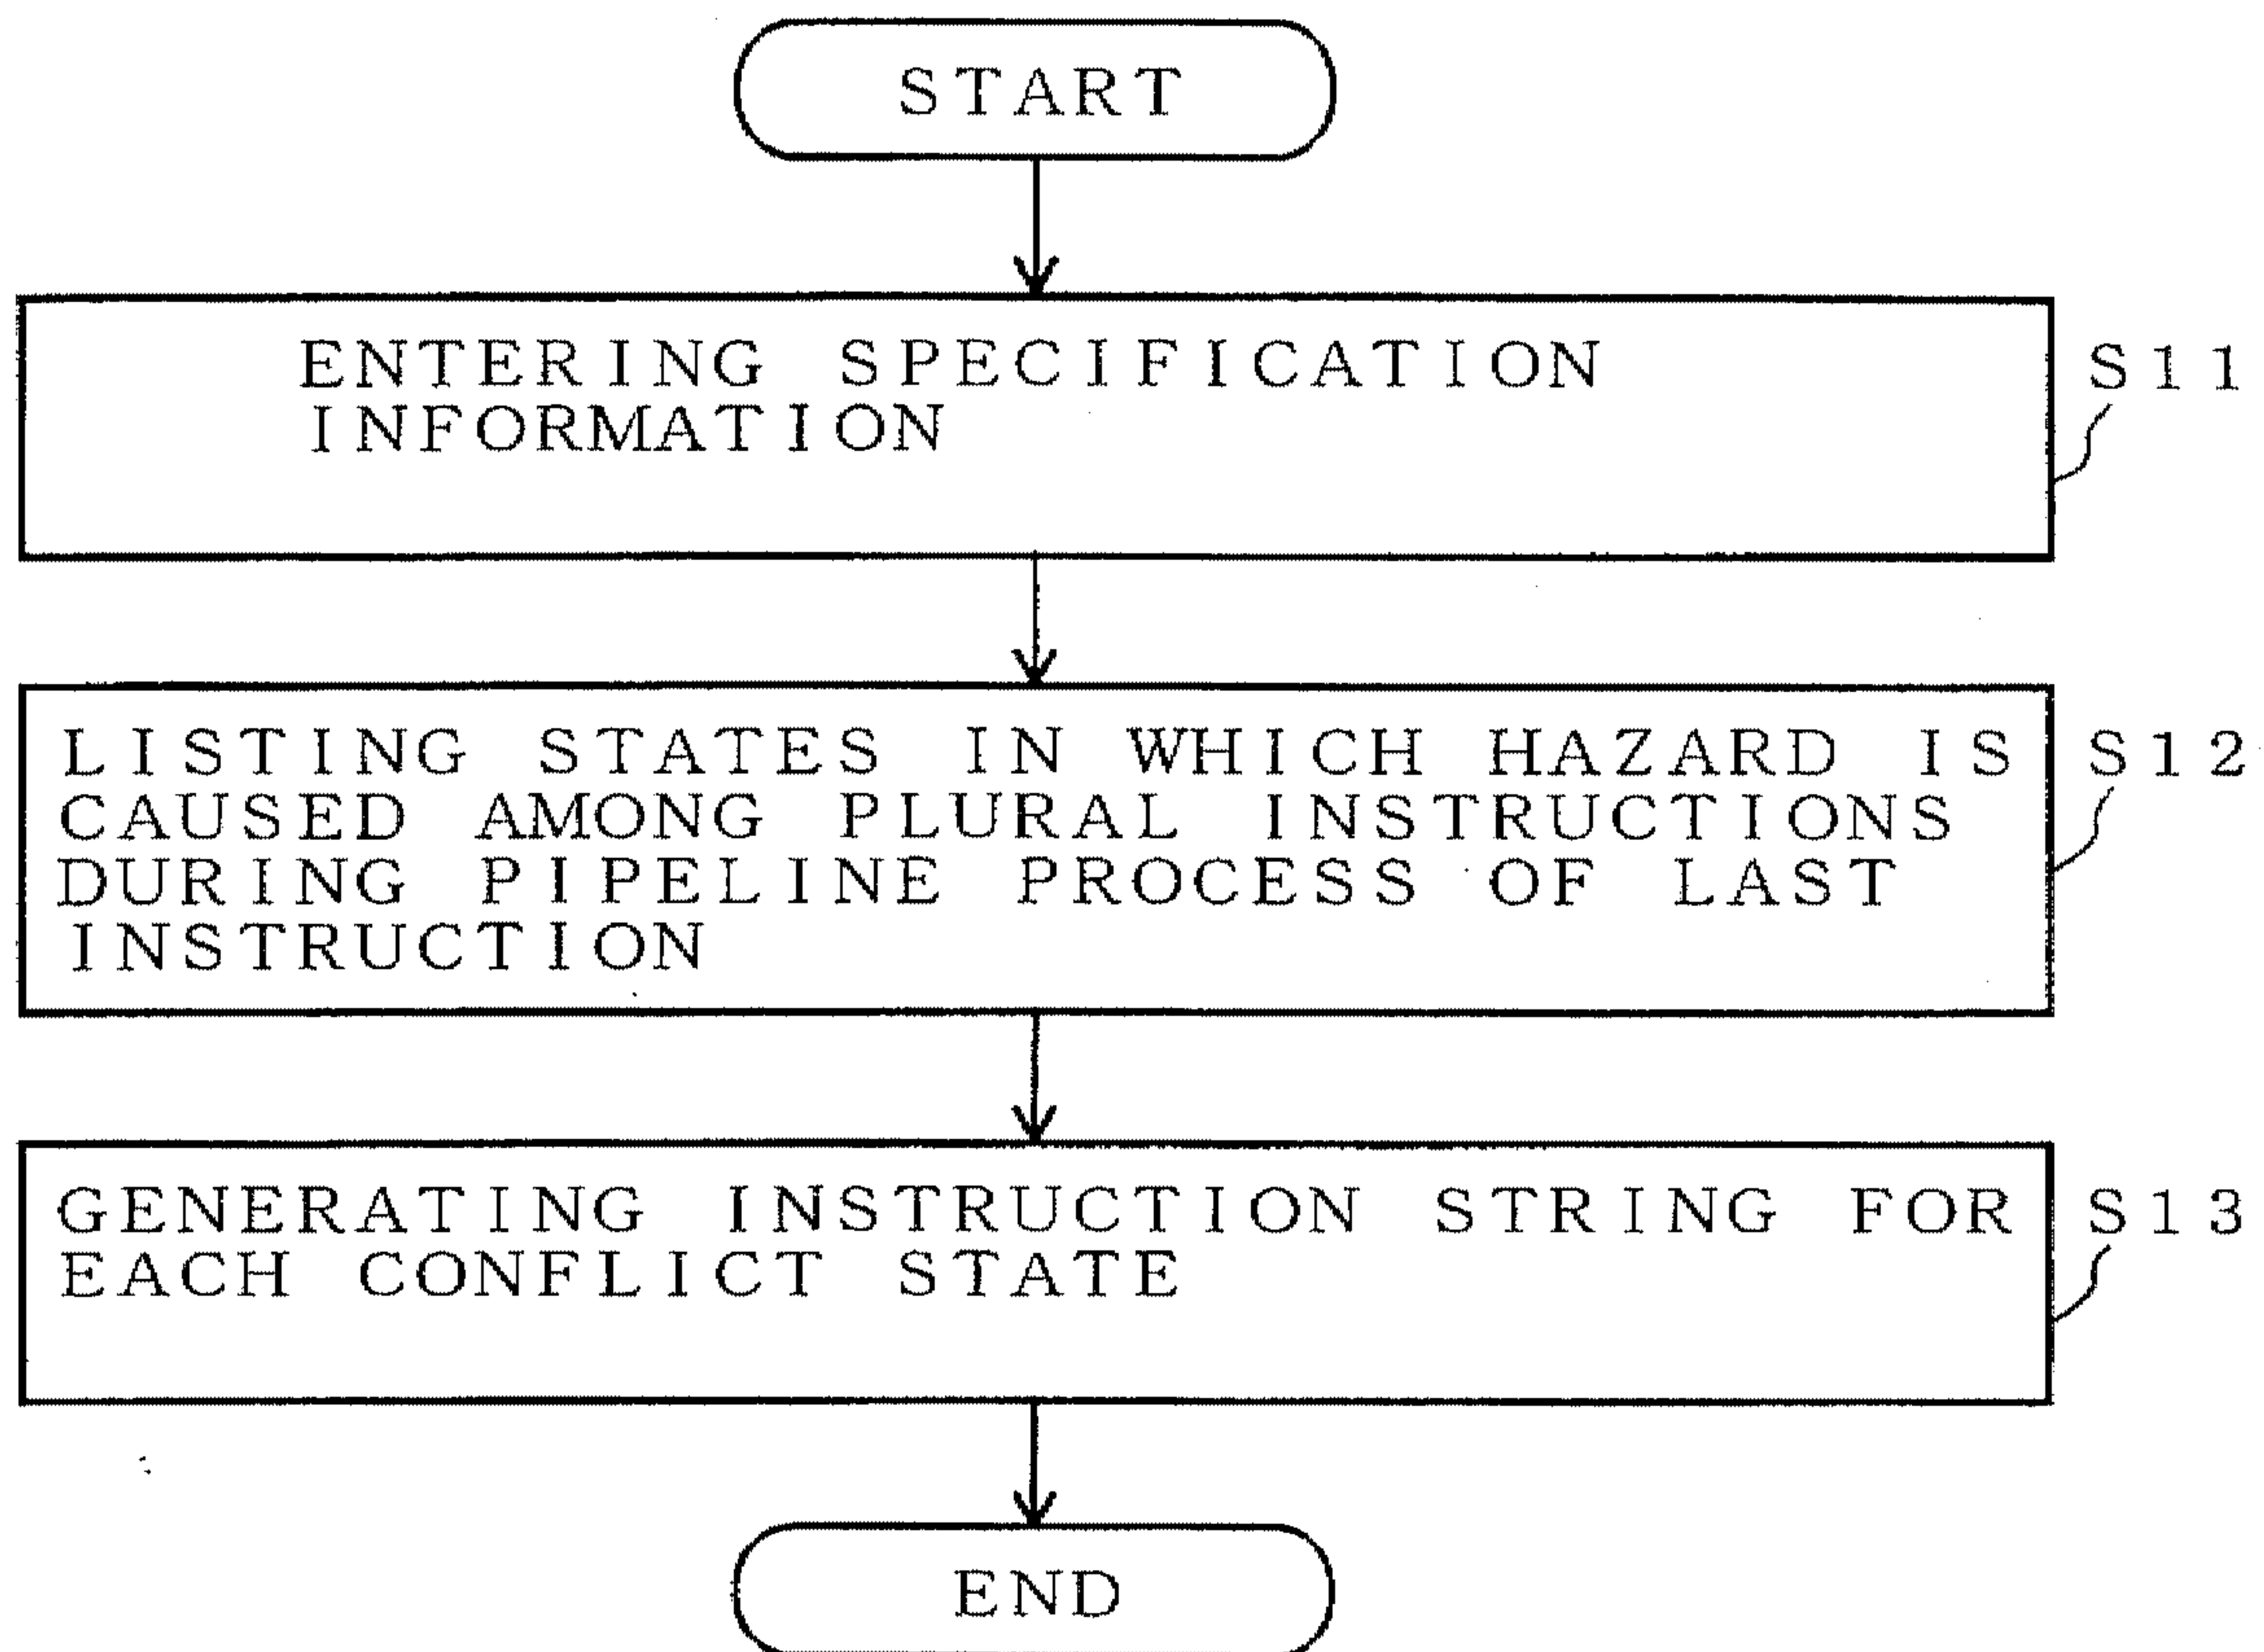 START
ENTERING SPECIFICATION
INFORMATION
S11
LISTING STATES IN WHICH HAZARD IS
CAUSED AMONG PLURAL INSTRUCTIONS
DURING PIPELINE PROCESS OF LAST
INSTRUCTION
S12
GENERATING INSTRUCTION STRING FOR
EACH CONFLICT STATE
S13
END